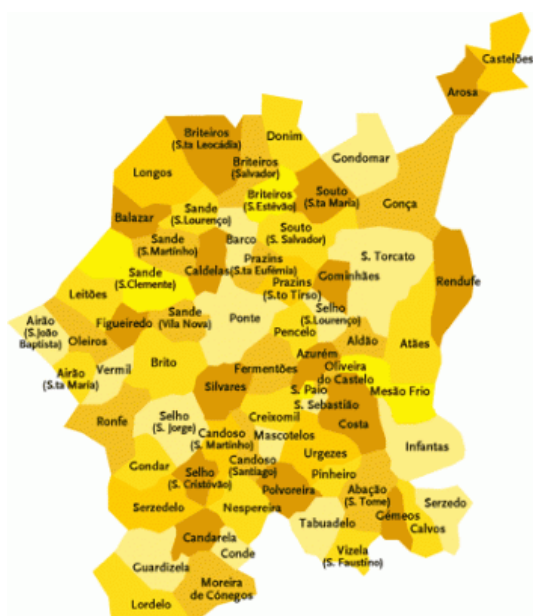 Castelões
Arosa
Briteiros
(S.ta Leocádia)
Donim
Gondomar
Briteiros
(Salvador)
Longos
Briteiros
(S.Estêvão)
Souto
(S.ta Maria)
Gonça
Balazar
Sande
(S.Lourenço)
Souto
(S. Salvador)
Sande
(S.Martinho)
Barco
S. Torcato
Caldelas
Prazins
(S.ta Eufémia)
Gominhães
Rendufe
Sande
(S.Clemente)
Prazins
(S.to Tirso)
Leitões
Selho
(S.Lourenço)
Airão
(S.João
Baptista)
Figueiredo
Sande
(Vila Nova)
Ponte
Oleiros
Pencelo
Aldão
Atães
Azurém
Airão
(S.ta Maria)
Vermil
Brito
Fermentões
Oliveira
do Castelo
Silvares
S. Paio
Mesão Frio
S. Sebastião
Ronfe
Selho
(S. Jorge)
Creixomil
Costa
Candoso
(S. Martinho)
Mascotelos
Infantas
Urgezes
Gondar
Selho
(S. Cristóvão)
Candoso
(Santiago)
Pinheiro
Polvoreira
Abação
(S. Tome)
Serzedo
Serzedelo
Nespereira
Gémeos
Tabuadelo
Calvos
Candarela
Conde
Vizela
(S. Faustino)
Guardizela
Moreira
de Cónegos
Lordelo